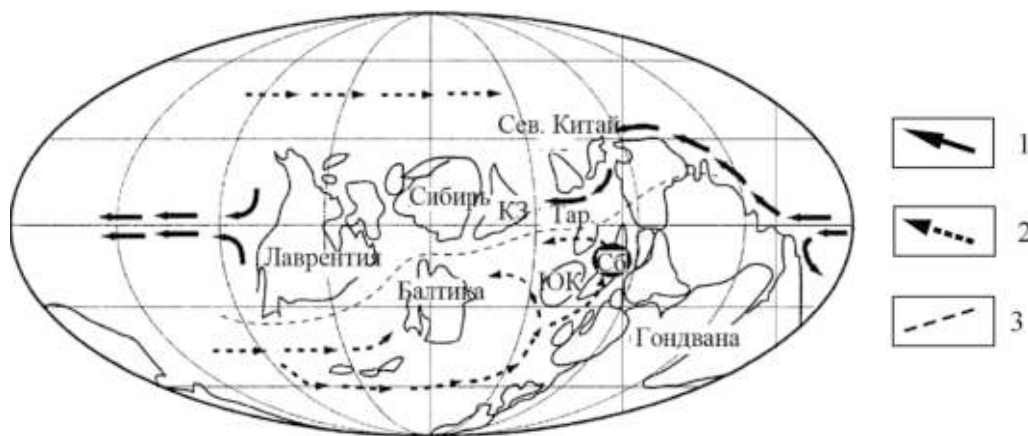 Сев. Китай
Сибирь
КЗ
Тар.
Лаврентия
Сб
ЮК
Балтика
Гондвана
1
2
3